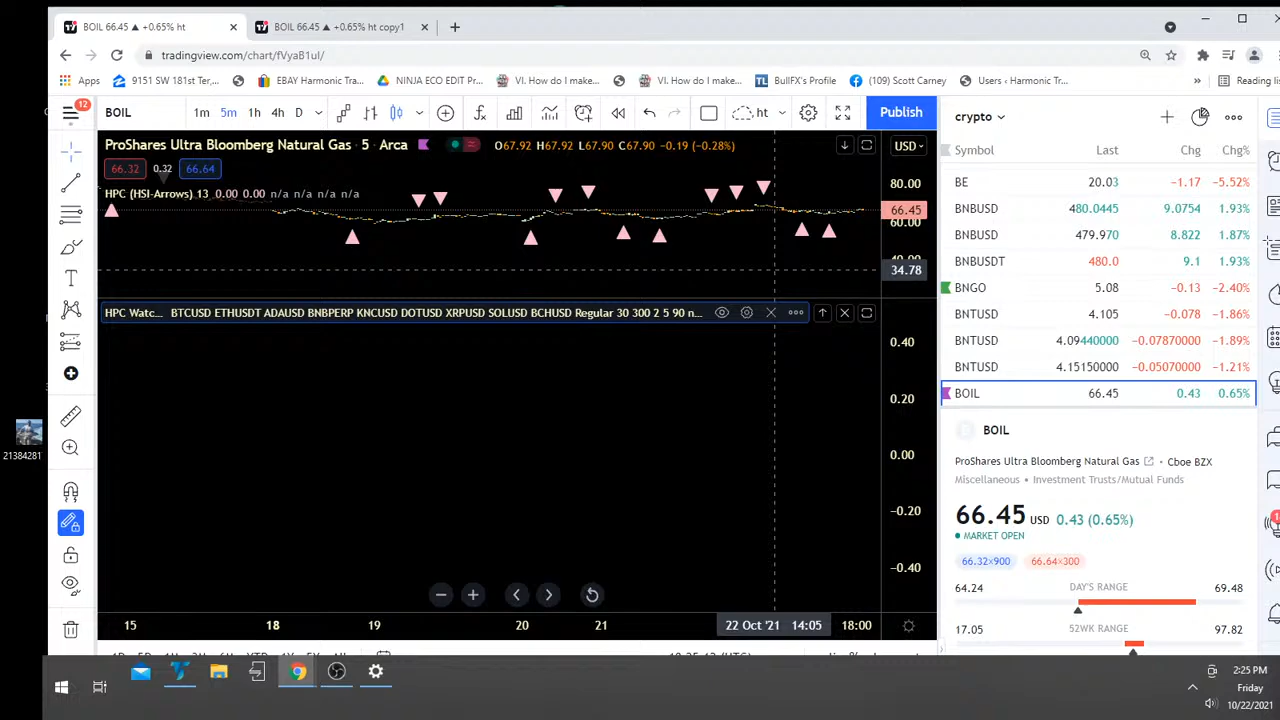 BOIL 66.45 ▲ +0.65% ht
BOIL 66.45 ▲ +0.65% ht copy1
tradingview.com/chart/fVyaB1uI/
Apps
9151 SW 181st Ter,...
EBAY Harmonic Tra...
NINJA ECO EDIT Pr...
VI. How do I make...
VI. How do I make...
BullFX's Profile
(109) Scott Carney
Users ‹ Harmonic Tr...
»
Reading lis
12
BOIL
1m 5m 1h 4h D
ht
Publish
crypto
ProShares Ultra Bloomberg Natural Gas · 5 · Arca
O67.92 H67.92 L67.90 C67.90 −0.19 (−0.28%)
USD
66.32 0.32 66.64
HPC (HSI-Arrows) 13 0.00 0.00 n/a n/a n/a n/a
80.00
66.45
60.00
34.78
HPC Watc... BTCUSD ETHUSDT ADAUSD BNBPERP KNCUSD DOTUSD XRPUSD SOLUSD BCHUSD Regular 30 300 2 5 90 n...
0.40
0.20
0.00
−0.20
−0.40
15 18 19 20 21 22 Oct '21 14:05 18:00
Symbol Last Chg Chg%
BE 20.03 −1.17 −5.52%
BNBUSD 480.0445 9.0754 1.93%
BNBUSD 479.970 8.822 1.87%
BNBUSDT 480.0 9.1 1.93%
BNGO 5.08 −0.13 −2.40%
BNTUSD 4.105 −0.078 −1.86%
BNTUSD 4.09440000 −0.07870000 −1.89%
BNTUSD 4.15150000 −0.05070000 −1.21%
BOIL 66.45 0.43 0.65%
BOIL
ProShares Ultra Bloomberg Natural Gas • Cboe BZX
Miscellaneous • Investment Trusts/Mutual Funds
66.45 USD 0.43 (0.65%)
MARKET OPEN
66.32×900 66.64×300
64.24 DAY'S RANGE 69.48
17.05 52WK RANGE 97.82
21384281
2:25 PM
Friday
10/22/2021